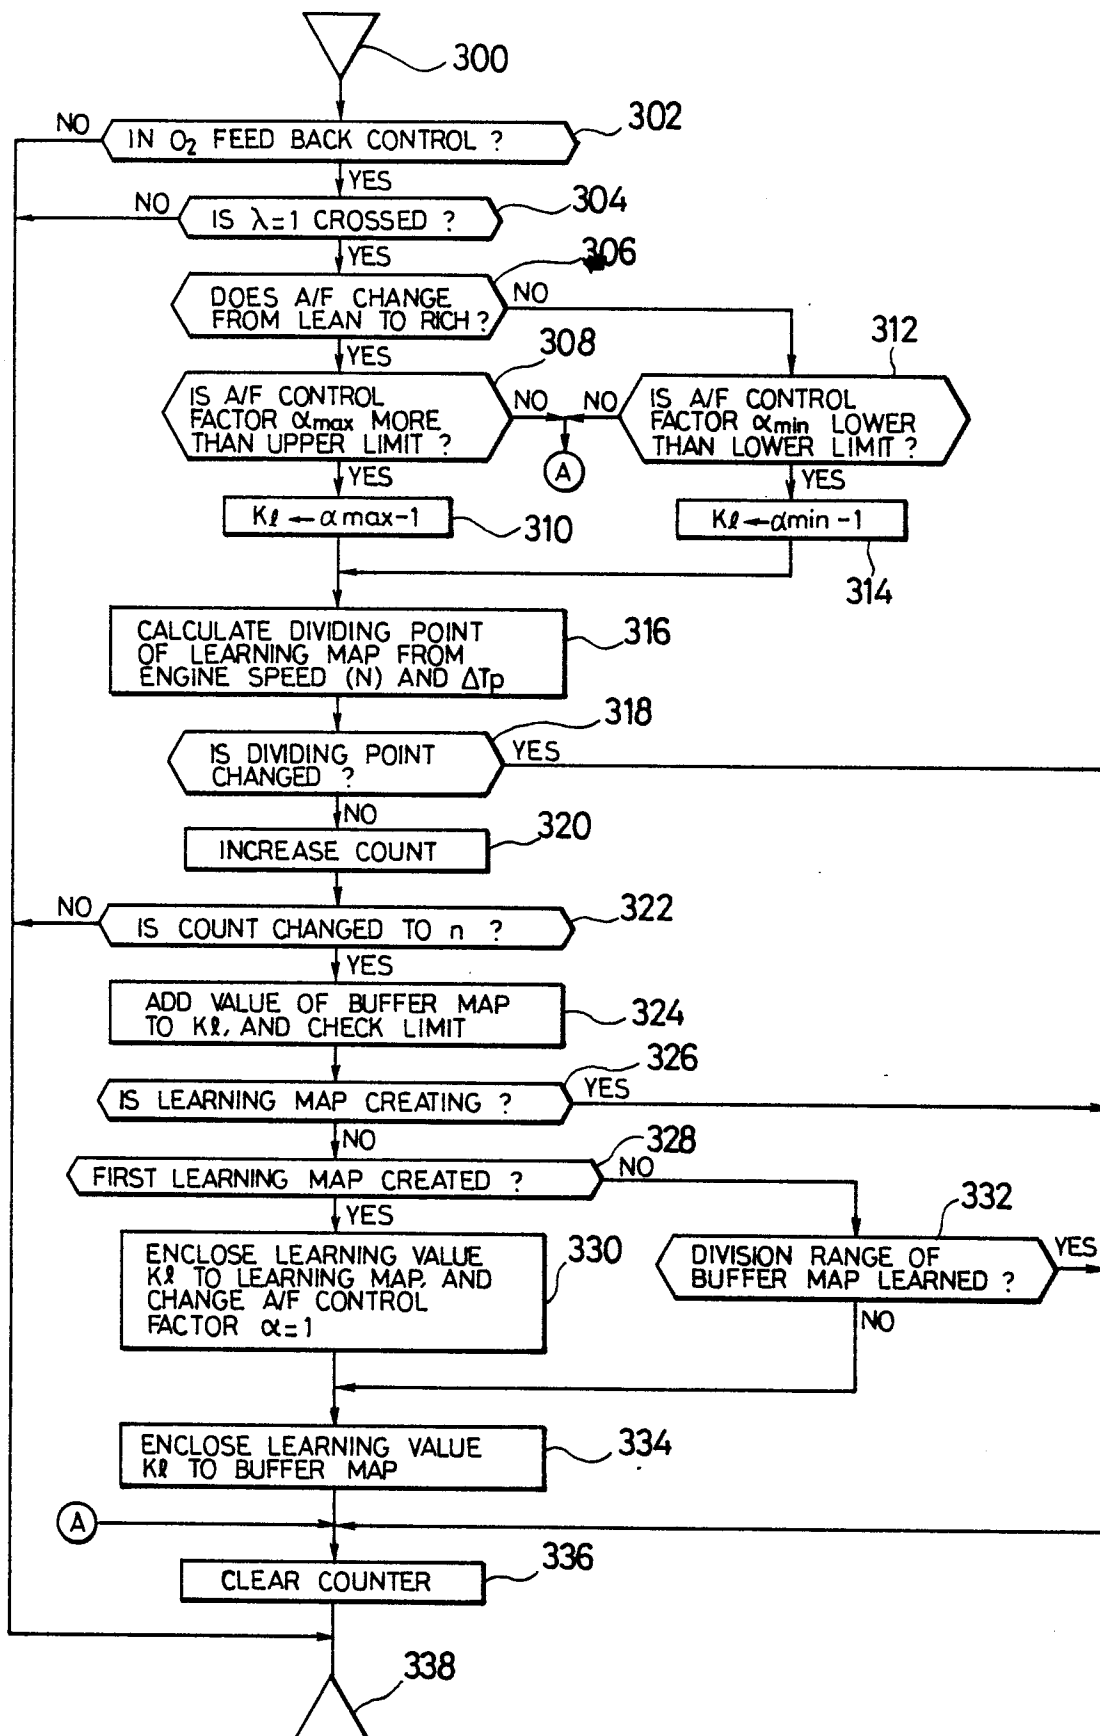 300
NO
IN O₂ FEED BACK CONTROL ?
302
YES
NO
IS λ=1 CROSSED ?
304
YES
306
DOES A/F CHANGE
FROM LEAN TO RICH ?
NO
YES
308
312
IS A/F CONTROL
FACTOR αmax MORE
THAN UPPER LIMIT ?
NO
NO
IS A/F CONTROL
FACTOR αmin LOWER
THAN LOWER LIMIT ?
A
YES
YES
Kℓ ← α max-1
310
Kℓ ← αmin -1
314
CALCULATE DIVIDING POINT
OF LEARNING MAP FROM
ENGINE SPEED (N) AND ΔTp
316
318
IS DIVIDING POINT
CHANGED ?
YES
NO
INCREASE COUNT
320
NO
IS COUNT CHANGED TO n ?
322
YES
ADD VALUE OF BUFFER MAP
TO Kℓ, AND CHECK LIMIT
324
326
IS LEARNING MAP CREATING ?
YES
NO
328
FIRST LEARNING MAP CREATED ?
NO
YES
332
ENCLOSE LEARNING VALUE
Kℓ TO LEARNING MAP, AND
CHANGE A/F CONTROL
FACTOR α=1
330
DIVISION RANGE OF
BUFFER MAP LEARNED ?
YES
NO
ENCLOSE LEARNING VALUE
Kℓ TO BUFFER MAP
334
A
CLEAR COUNTER
336
338